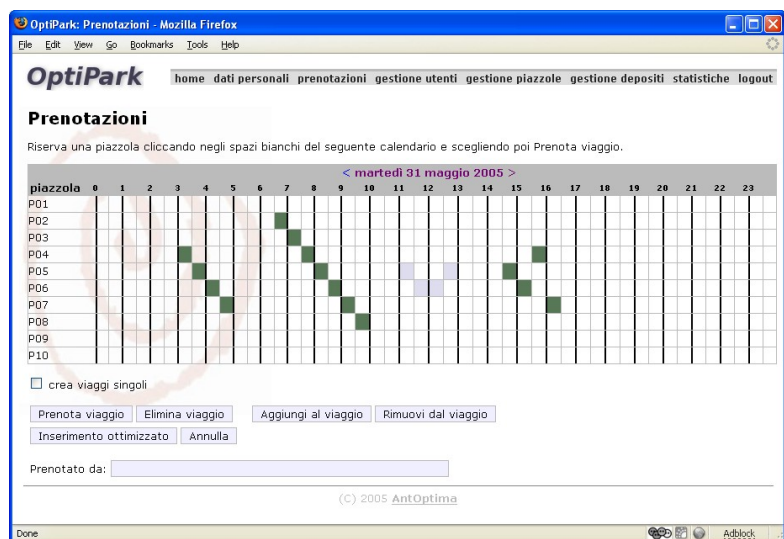 OptiPark: Prenotazioni - Mozilla Firefox
File Edit View Go Bookmarks Tools Help
OptiPark home dati personali prenotazioni gestione utenti gestione piazzole gestione depositi statistiche logout
Prenotazioni
Riserva una piazzola cliccando negli spazi bianchi del seguente calendario e scegliendo poi Prenota viaggio.
< martedì 31 maggio 2005 >
piazzola 0 1 2 3 4 5 6 7 8 9 10 11 12 13 14 15 16 17 18 19 20 21 22 23
P01
P02
P03
P04
P05
P06
P07
P08
P09
P10
crea viaggi singoli
Prenota viaggio Elimina viaggio Aggiungi al viaggio Rimuovi dal viaggio
Inserimento ottimizzato Annulla
Prenotato da:
(C) 2005 AntOptima
Done Adblock